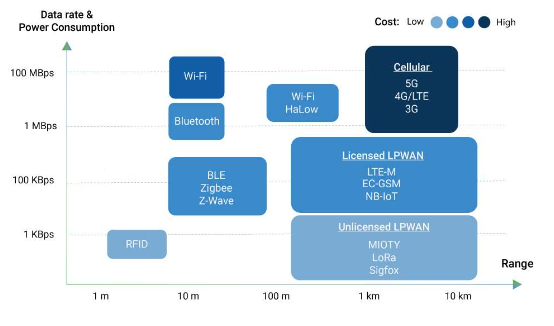 Data rate &
Power Consumption
Cost: Low High
100 MBps
1 MBps
100 KBps
1 KBps
Wi-Fi
Bluetooth
Wi-Fi
HaLow
Cellular
5G
4G/LTE
3G
BLE
Zigbee
Z-Wave
Licensed LPWAN
LTE-M
EC-GSM
NB-IoT
RFID
Unlicensed LPWAN
MIOTY
LoRa
Sigfox
Range
1 m 10 m 100 m 1 km 10 km